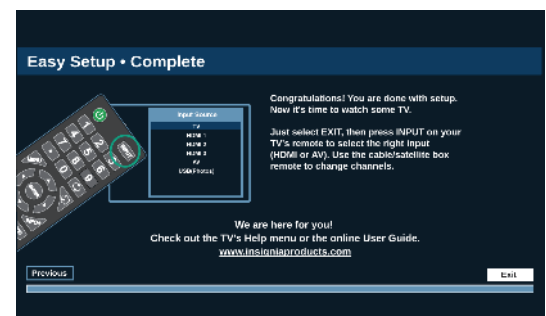 Easy Setup • Complete
Congratulations! You are done with setup.
Now it's time to watch some TV.
Just select EXIT, then press INPUT on your
TV's remote to select the right input
(HDMI or AV). Use the cable/satellite box
remote to change channels.
Input Source
TV
HDMI 1
HDMI 2
HDMI 3
AV
USB(Photos)
INPUT
We are here for you!
Check out the TV's Help menu or the online User Guide.
www.insigniaproducts.com
Previous
Exit